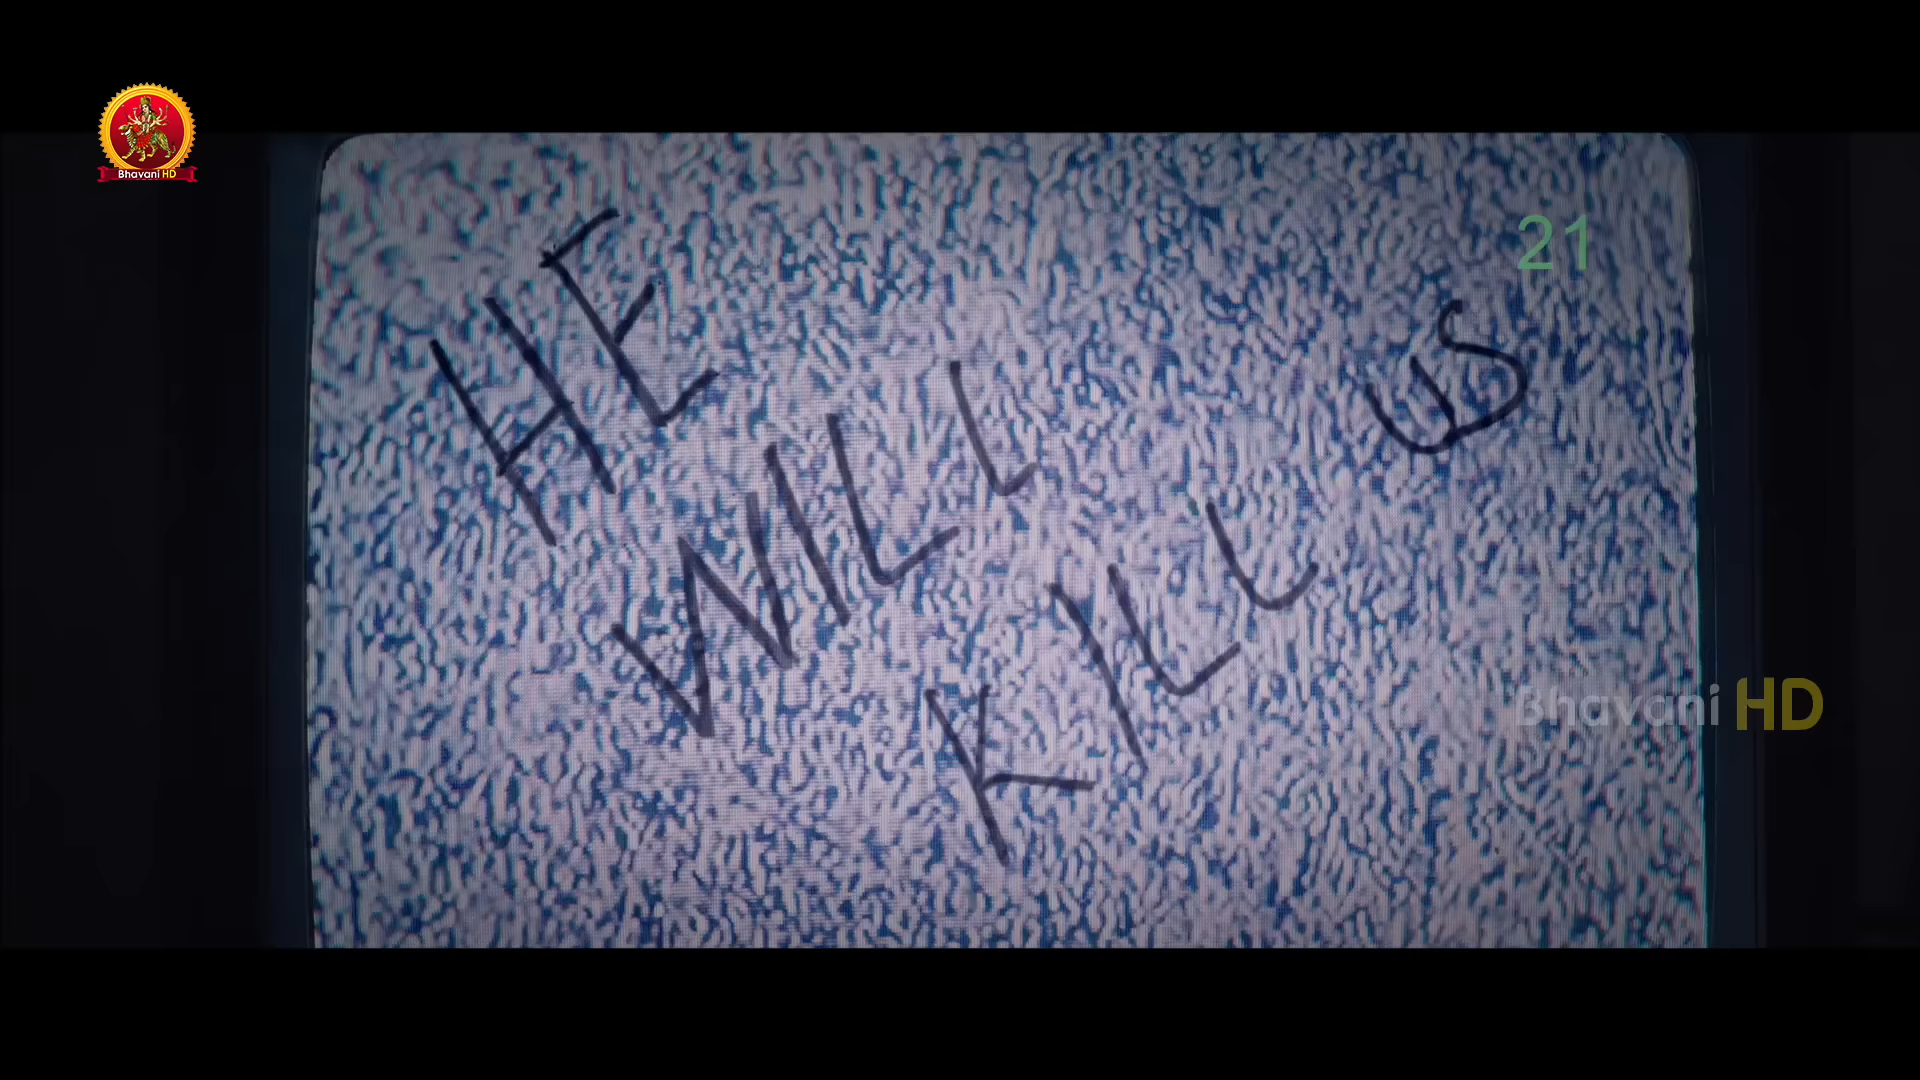 Bhavani HD
21
HE
WILL
KILL
US
Bhavani HD